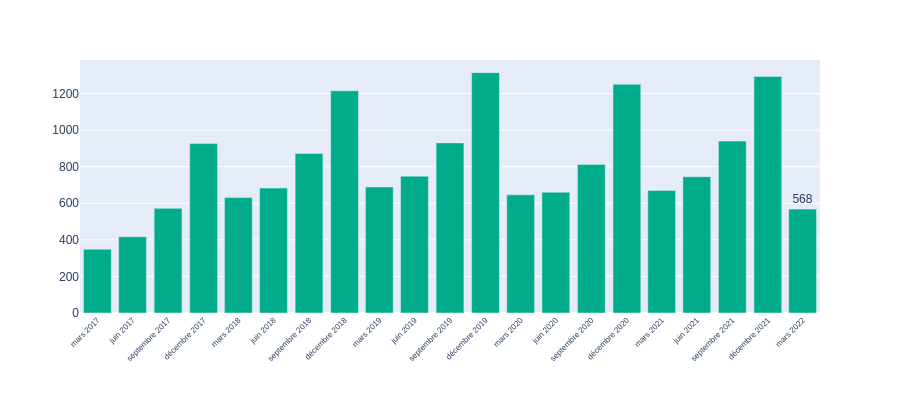 1200
1000
800
600
400
200
0
568
mars 2017
juin 2017
septembre 2017
décembre 2017
mars 2018
juin 2018
septembre 2018
décembre 2018
mars 2019
juin 2019
septembre 2019
décembre 2019
mars 2020
juin 2020
septembre 2020
décembre 2020
mars 2021
juin 2021
septembre 2021
décembre 2021
mars 2022